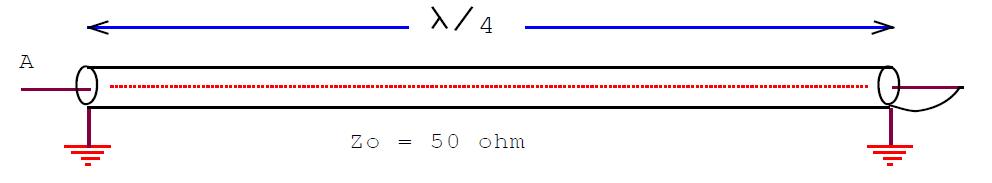 λ/4
A
Zo = 50 ohm